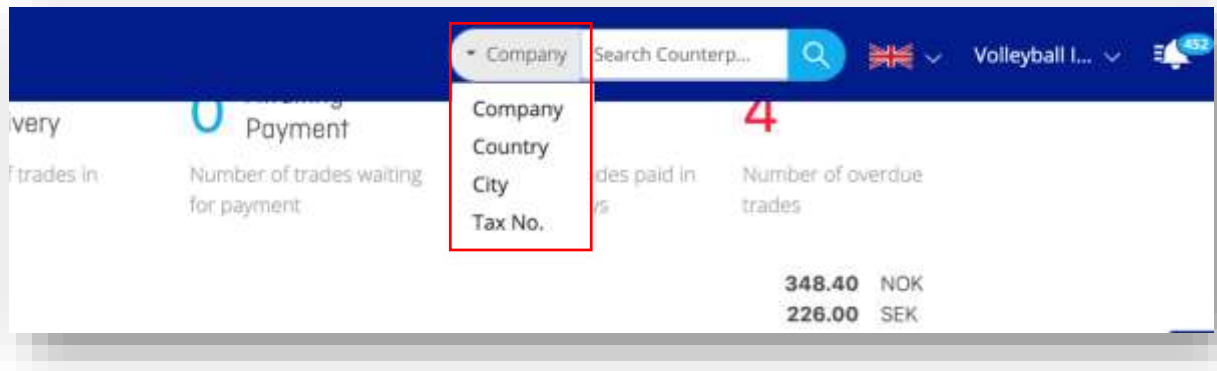 Company
Search Counterp...
Volleyball I...
452
Company
Country
City
Tax No.
very
0
Payment
4
trades in
Number of trades waiting
for payment
des paid in
Number of overdue
trades
348.40 NOK
226.00 SEK